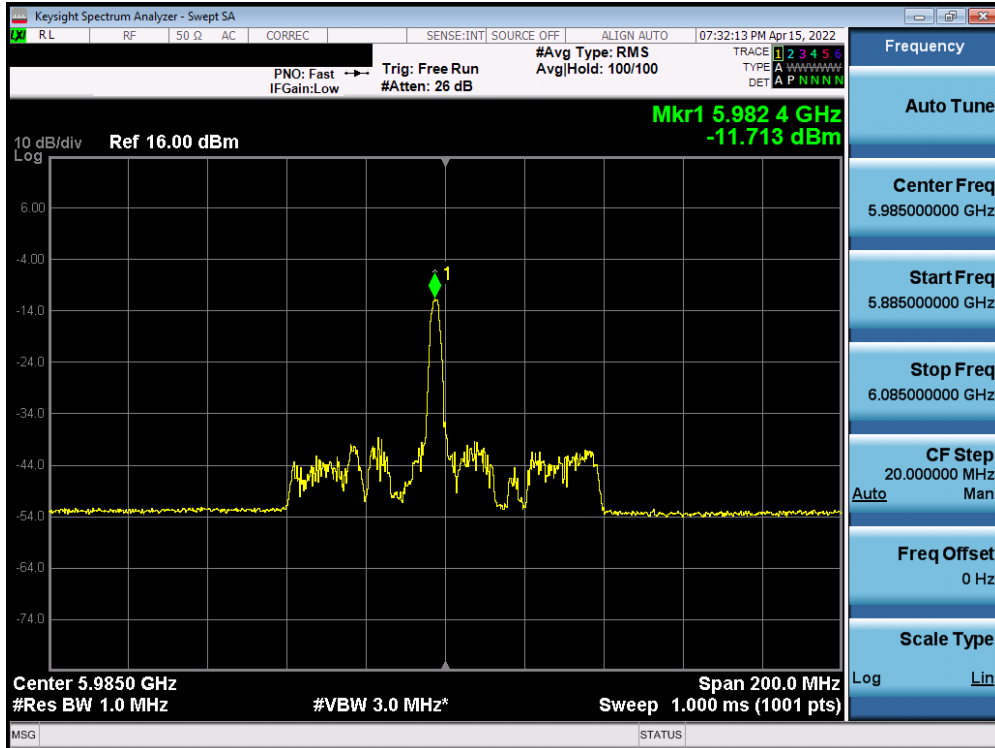 Keysight Spectrum Analyzer - Swept SA
LXI RL RF 50 Ω AC CORREC SENSE:INT SOURCE OFF ALIGN AUTO 07:32:13 PM Apr 15, 2022
#Avg Type: RMS TRACE 1 2 3 4 5 6
PNO: Fast Trig: Free Run Avg|Hold: 100/100 TYPE A WWWWW
IFGain:Low #Atten: 26 dB DET A P N N N N
Mkr1 5.982 4 GHz
-11.713 dBm
10 dB/div Ref 16.00 dBm
Log
1
6.00
-4.00
-14.0
-24.0
-34.0
-44.0
-54.0
-64.0
-74.0
Center 5.9850 GHz Span 200.0 MHz
#Res BW 1.0 MHz #VBW 3.0 MHz* Sweep 1.000 ms (1001 pts)
MSG STATUS
Frequency
Auto Tune
Center Freq
5.985000000 GHz
Start Freq
5.885000000 GHz
Stop Freq
6.085000000 GHz
CF Step
20.000000 MHz
Auto Man
Freq Offset
0 Hz
Scale Type
Log Lin